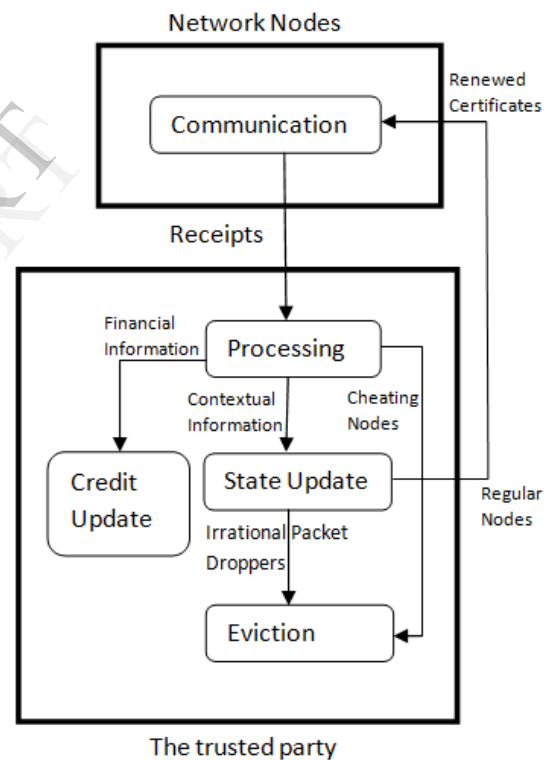 Network Nodes
Renewed
Certificates
Communication
Receipts
Financial
Information
Processing
Contextual
Information
Cheating
Nodes
Credit
Update
State Update
Regular
Nodes
Irrational Packet
Droppers
Eviction
The trusted party